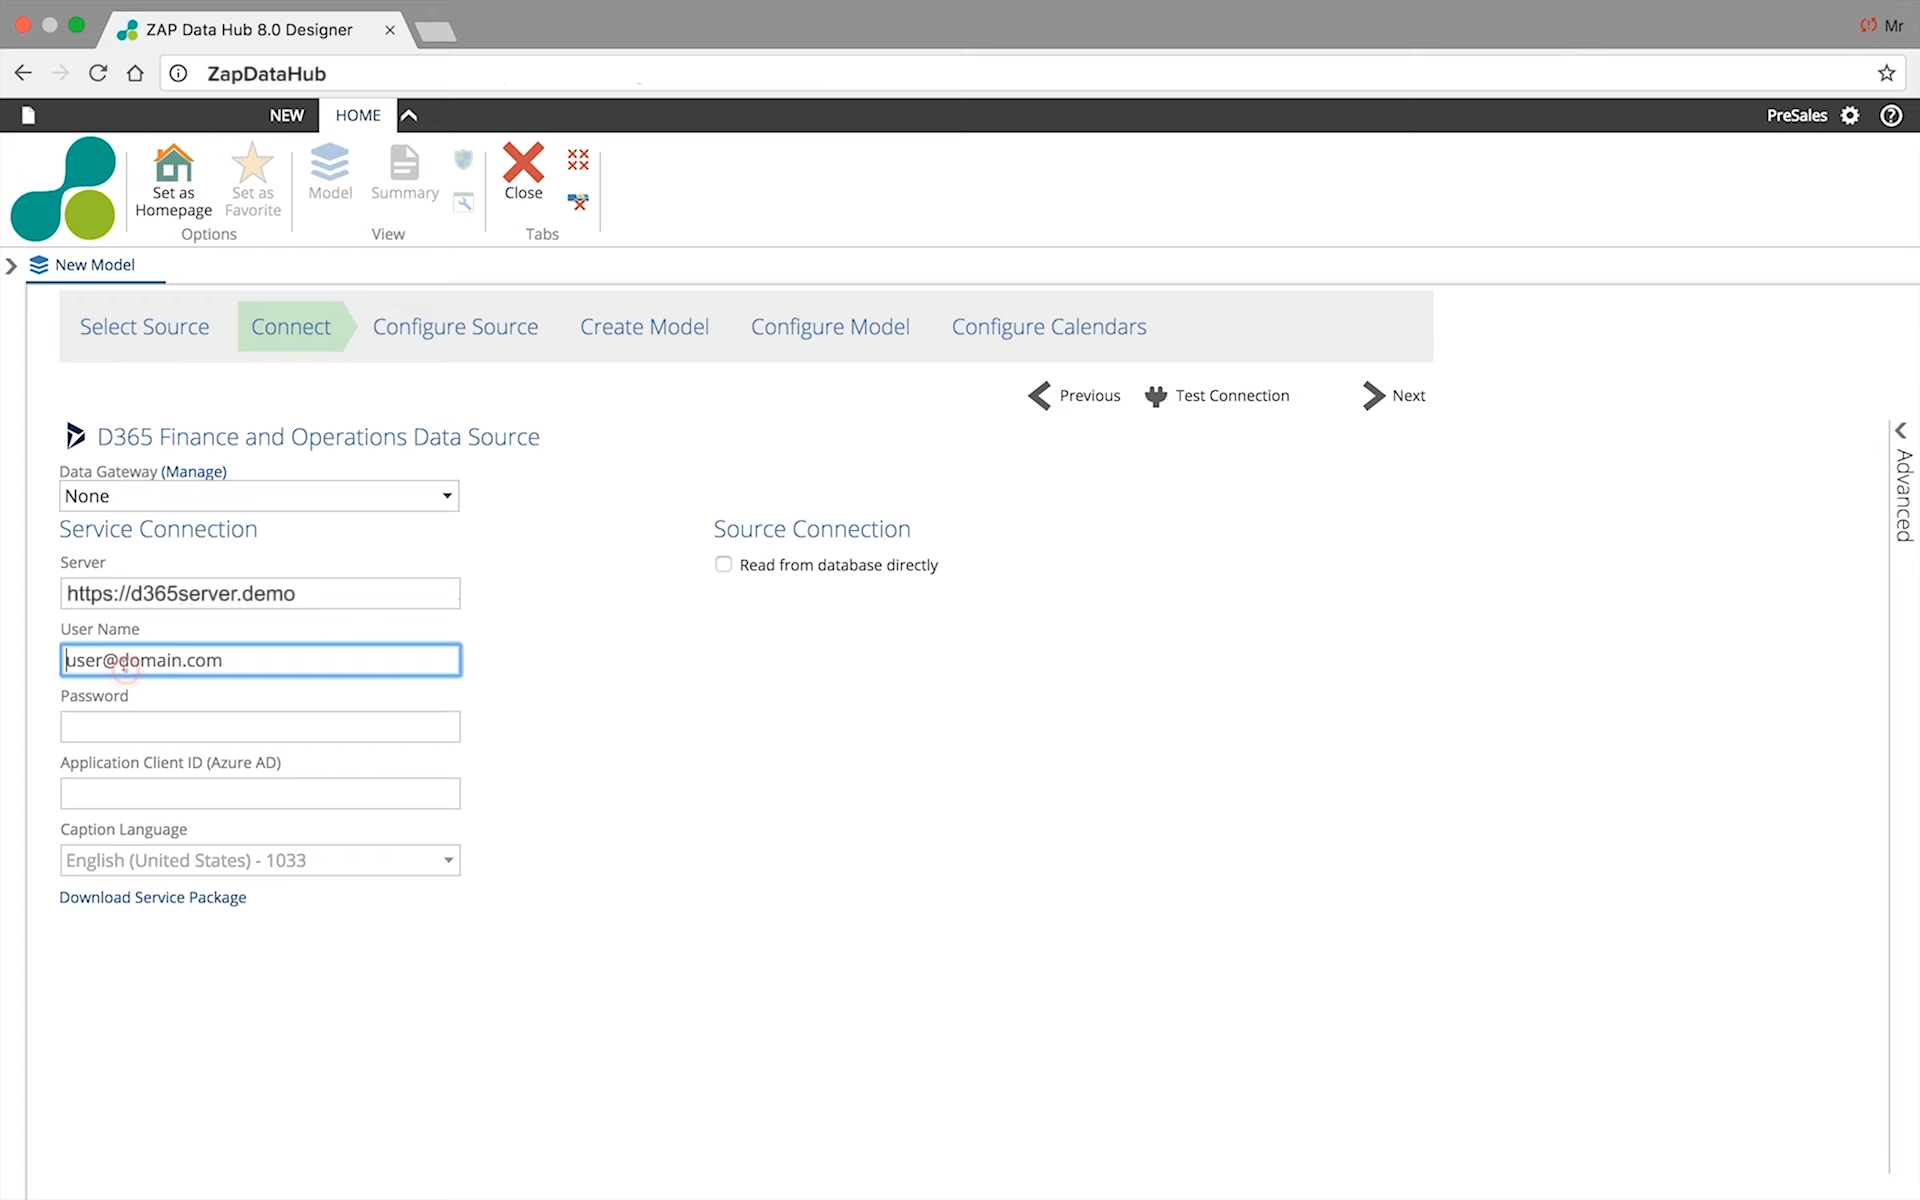 ZAP Data Hub 8.0 Designer
Mr
ZapDataHub
NEW
HOME
PreSales
Set as
Homepage
Set as
Favorite
Options
Model
Summary
View
Close
Tabs
New Model
Select Source
Connect
Configure Source
Create Model
Configure Model
Configure Calendars
Previous
Test Connection
Next
D365 Finance and Operations Data Source
Data Gateway (Manage)
None
Service Connection
Source Connection
Server
Read from database directly
https://d365server.demo
User Name
user@domain.com
Password
Application Client ID (Azure AD)
Caption Language
English (United States) - 1033
Download Service Package
Advanced